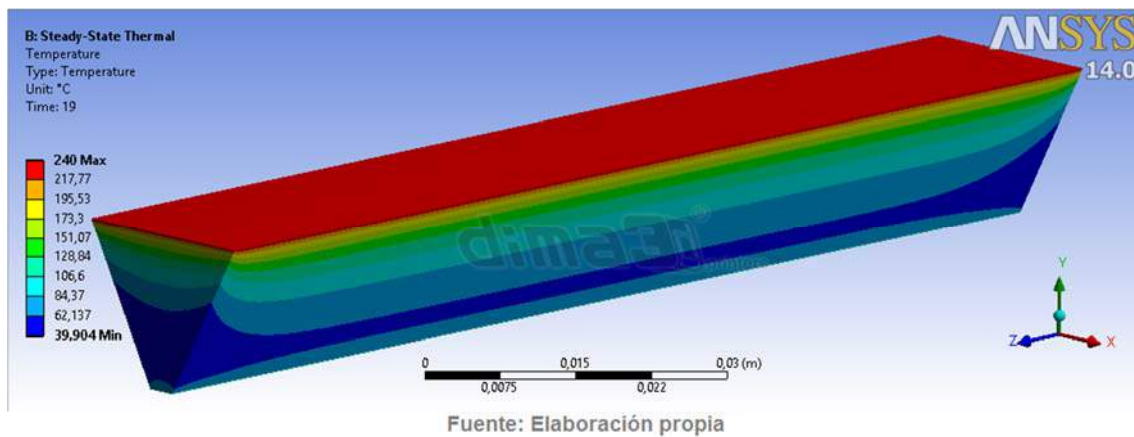 B: Steady-State Thermal
Temperature
Type: Temperature
Unit: °C
Time: 19
ANSYS
14.0
240 Max
217,77
195,53
173,3
151,07
128,84
106,6
84,37
62,137
39,904 Min
dima3i
Y
Z
X
0
0,015
0,03 (m)
0,0075
0,022
Fuente: Elaboración propia